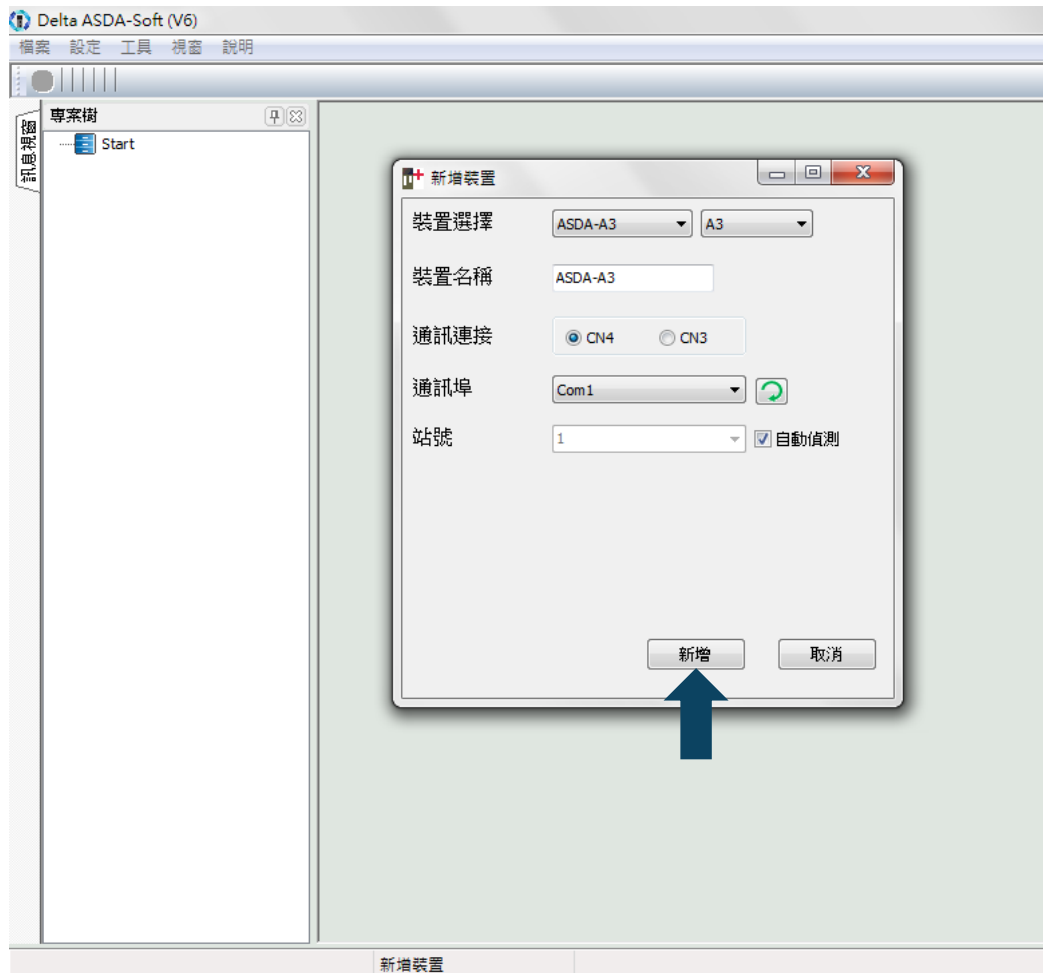 Delta ASDA-Soft (V6)
檔案 設定 工具 視窗 說明
訊息視窗
專案樹
Start
新增裝置
裝置選擇 ASDA-A3 A3
裝置名稱 ASDA-A3
通訊連接 CN4 CN3
通訊埠 Com1
站號 1 自動偵測
新增 取消
新增裝置